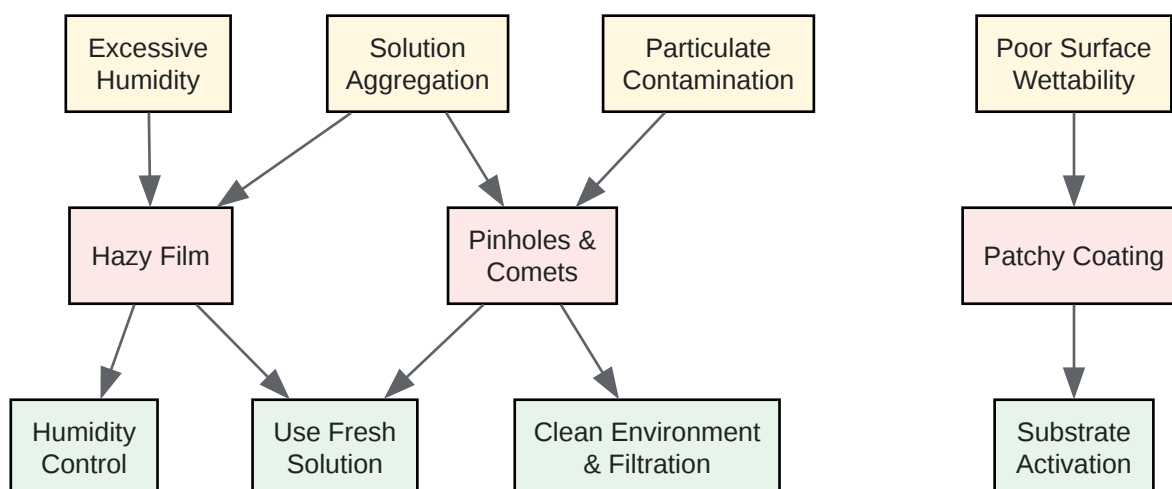 Excessive
Humidity
Solution
Aggregation
Particulate
Contamination
Poor Surface
Wettability
Hazy Film
Pinholes &
Comets
Patchy Coating
Humidity
Control
Use Fresh
Solution
Clean Environment
& Filtration
Substrate
Activation